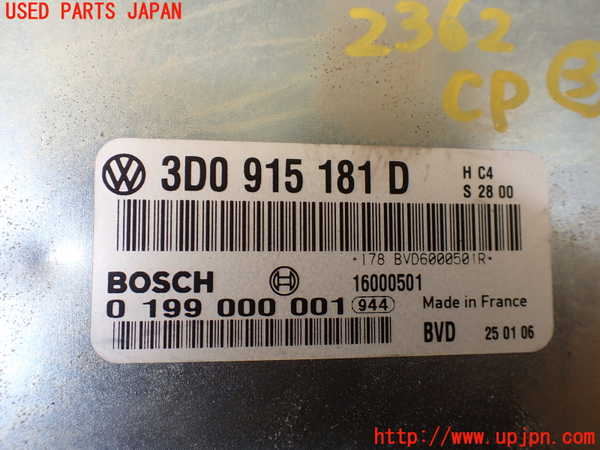 USED PARTS JAPAN
2362
CP 3
3D0 915 181 D
H C4
S 28 00
*178 BVD6000501R*
BOSCH
16000501
0 199 000 001 944
Made in France
BVD
25 01 06
http://www.upjpn.com/